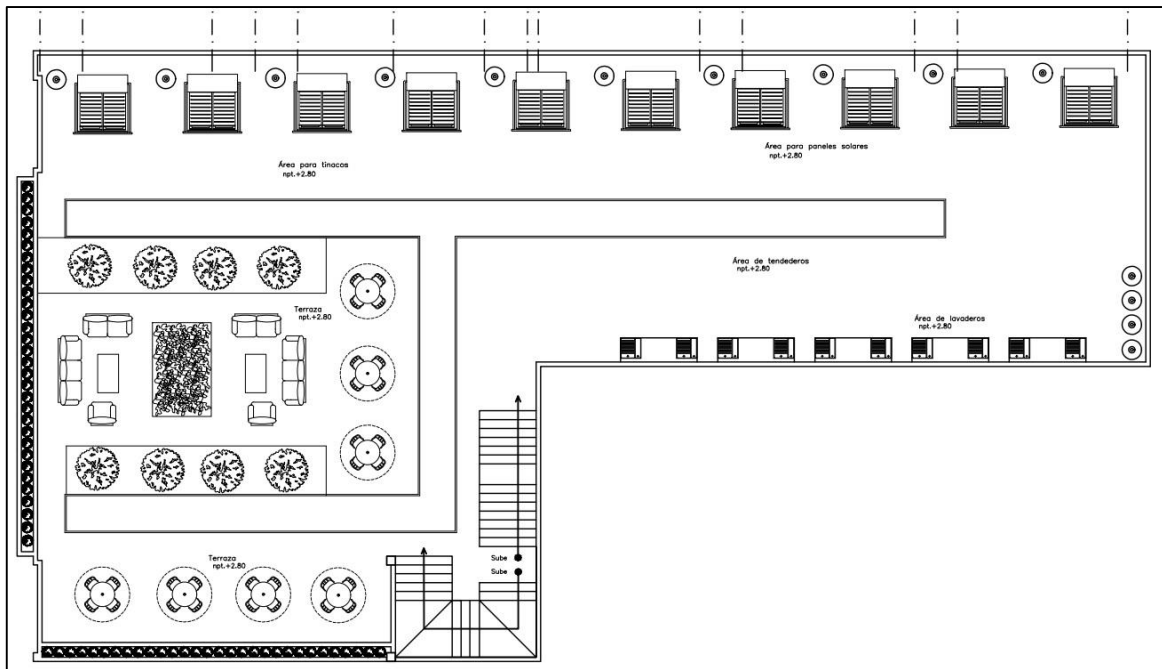 Área para tinacos
npt.+2.80
Área para paneles solares
npt.+2.80
Área de tendederos
npt.+2.80
Terraza
npt.+2.80
Área de lavaderos
npt.+2.80
Sube
Sube
Terraza
npt.+2.80